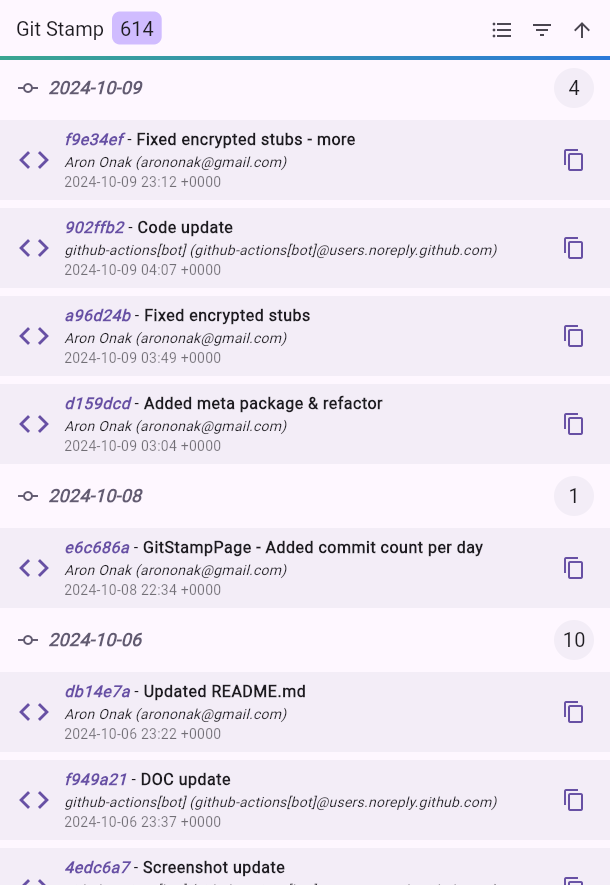 Git Stamp 614
2024-10-09 4
f9e34ef - Fixed encrypted stubs - more
Aron Onak (arononak@gmail.com)
2024-10-09 23:12 +0000
902ffb2 - Code update
github-actions[bot] (github-actions[bot]@users.noreply.github.com)
2024-10-09 04:07 +0000
a96d24b - Fixed encrypted stubs
Aron Onak (arononak@gmail.com)
2024-10-09 03:49 +0000
d159dcd - Added meta package & refactor
Aron Onak (arononak@gmail.com)
2024-10-09 03:04 +0000
2024-10-08 1
e6c686a - GitStampPage - Added commit count per day
Aron Onak (arononak@gmail.com)
2024-10-08 22:34 +0000
2024-10-06 10
db14e7a - Updated README.md
Aron Onak (arononak@gmail.com)
2024-10-06 23:22 +0000
f949a21 - DOC update
github-actions[bot] (github-actions[bot]@users.noreply.github.com)
2024-10-06 23:37 +0000
4edc6a7 - Screenshot update